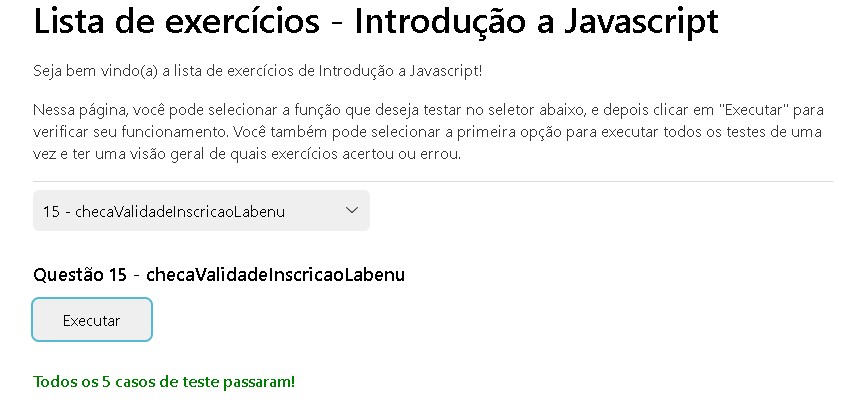 Lista de exercícios - Introdução a Javascript
Seja bem vindo(a) a lista de exercícios de Introdução a Javascript!
Nessa página, você pode selecionar a função que deseja testar no seletor abaixo, e depois clicar em "Executar" para
verificar seu funcionamento. Você também pode selecionar a primeira opção para executar todos os testes de uma
vez e ter uma visão geral de quais exercícios acertou ou errou.
15 - checaValidadeInscricaoLabenu
Questão 15 - checaValidadeInscricaoLabenu
Executar
Todos os 5 casos de teste passaram!